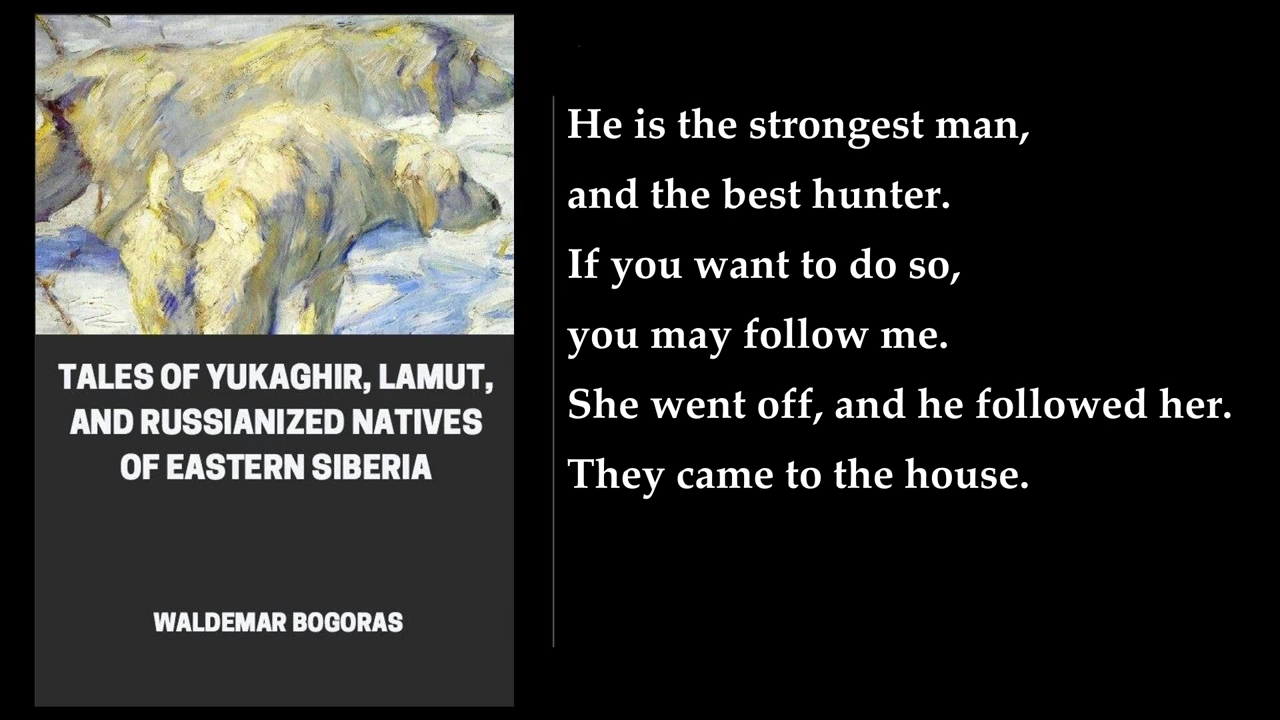 TALES OF YUKAGHIR, LAMUT,
AND RUSSIANIZED NATIVES
OF EASTERN SIBERIA
WALDEMAR BOGORAS
He is the strongest man,
and the best hunter.
If you want to do so,
you may follow me.
She went off, and he followed her.
They came to the house.